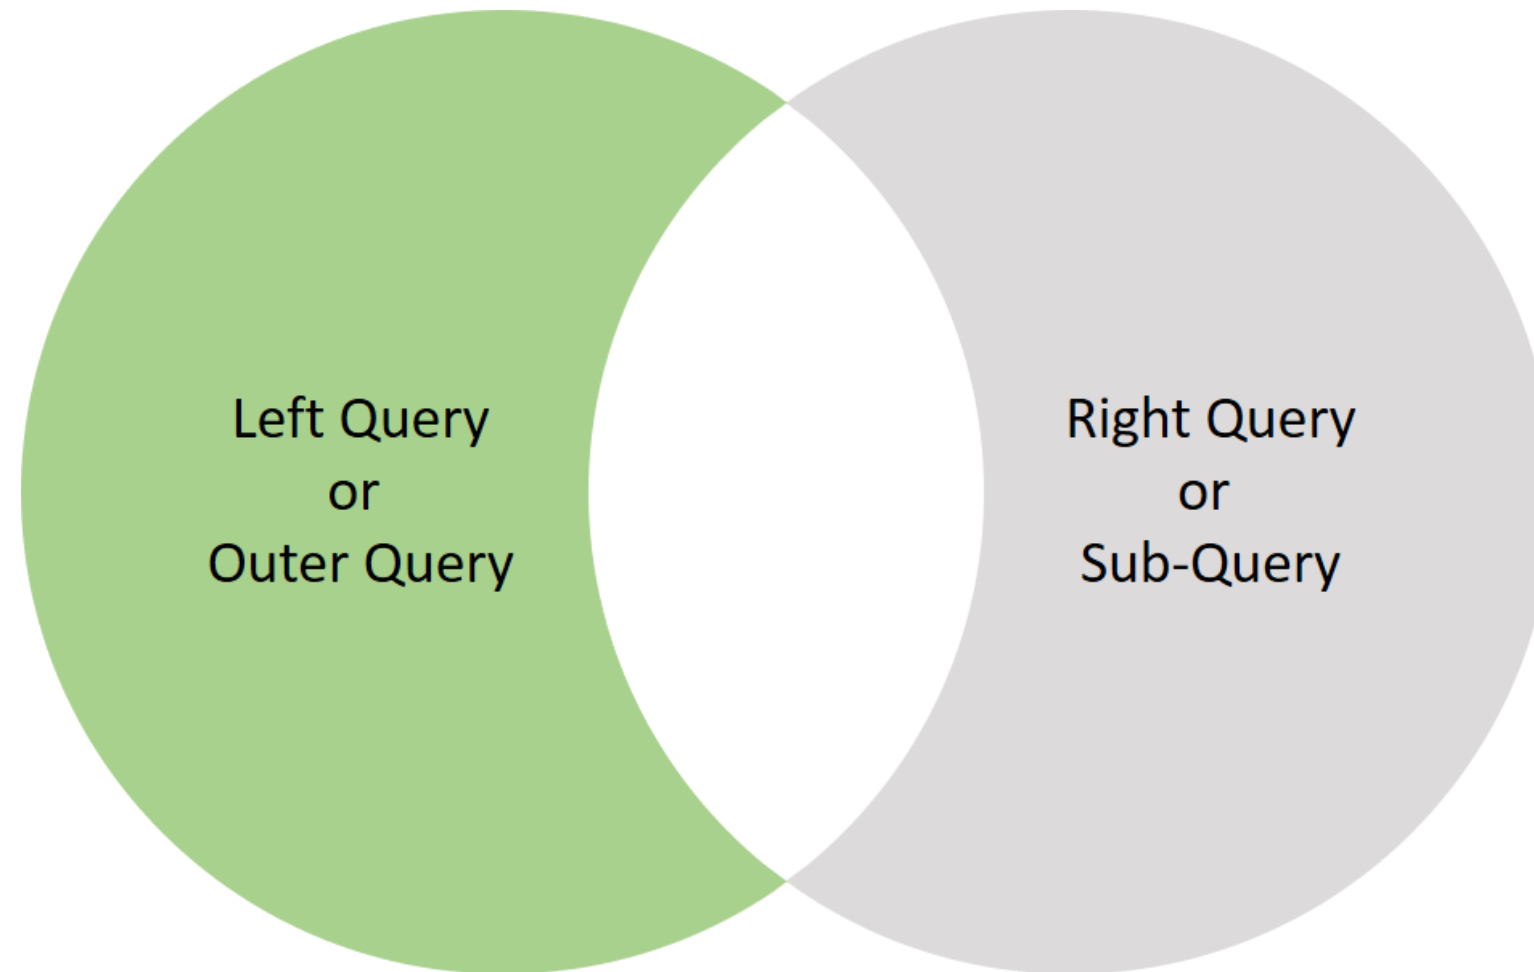 Left Query
or
Outer Query
Right Query
or
Sub-Query